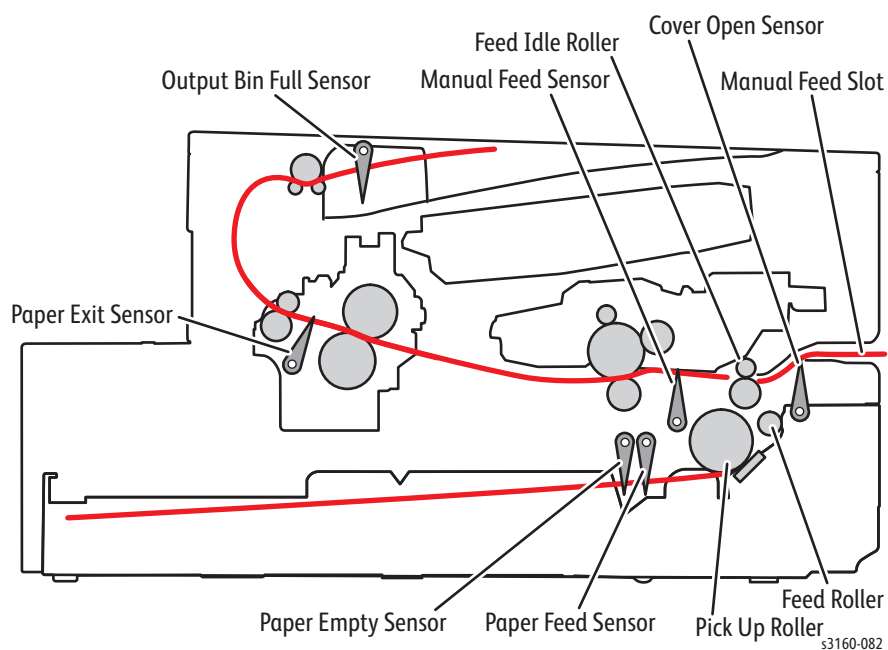 Cover Open Sensor
Feed Idle Roller
Output Bin Full Sensor
Manual Feed Sensor
Manual Feed Slot
Paper Exit Sensor
Feed Roller
Paper Empty Sensor
Paper Feed Sensor
Pick Up Roller
s3160-082